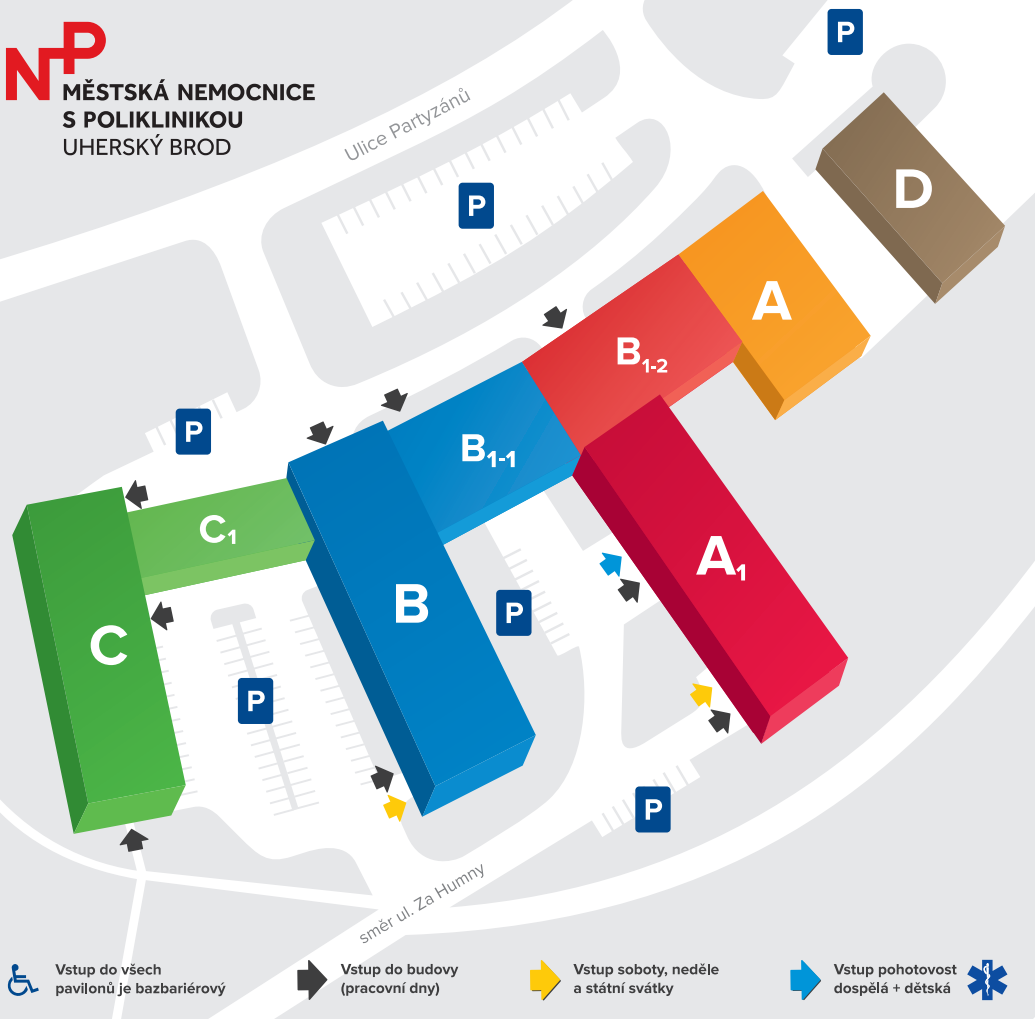 NP
MĚSTSKÁ NEMOCNICE
S POLIKLINIKOU
UHERSKÝ BROD
P
Ulice Partyzánů
P
D
A
B1-2
P
B1-1
C1
A1
B
P
C
P
P
směr ul. Za Humny
Vstup do všech
pavilonů je bazbariérový
Vstup do budovy
(pracovní dny)
Vstup soboty, neděle
a státní svátky
Vstup pohotovost
dospělá + dětská